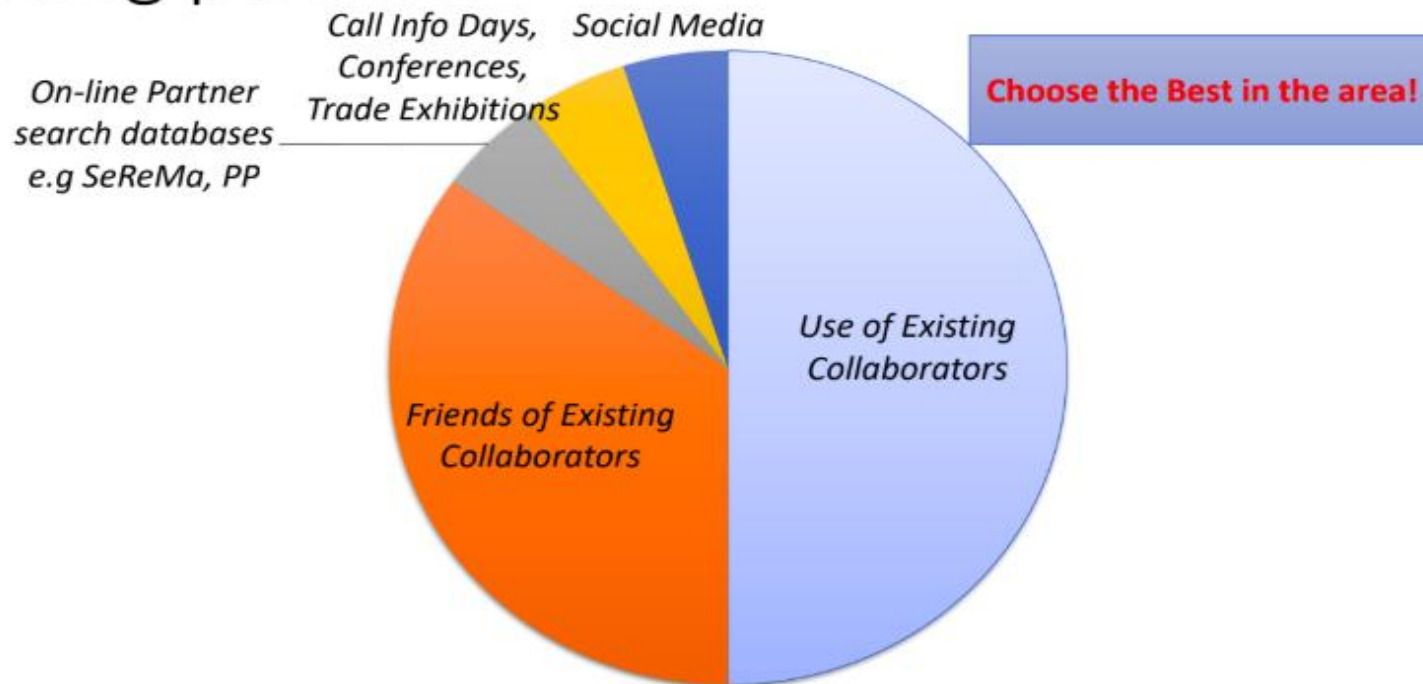 Call Info Days,
Conferences,
Trade Exhibitions
Social Media
On-line Partner
search databases
e.g SeReMa, PP
Choose the Best in the area!
Use of Existing
Collaborators
Friends of Existing
Collaborators